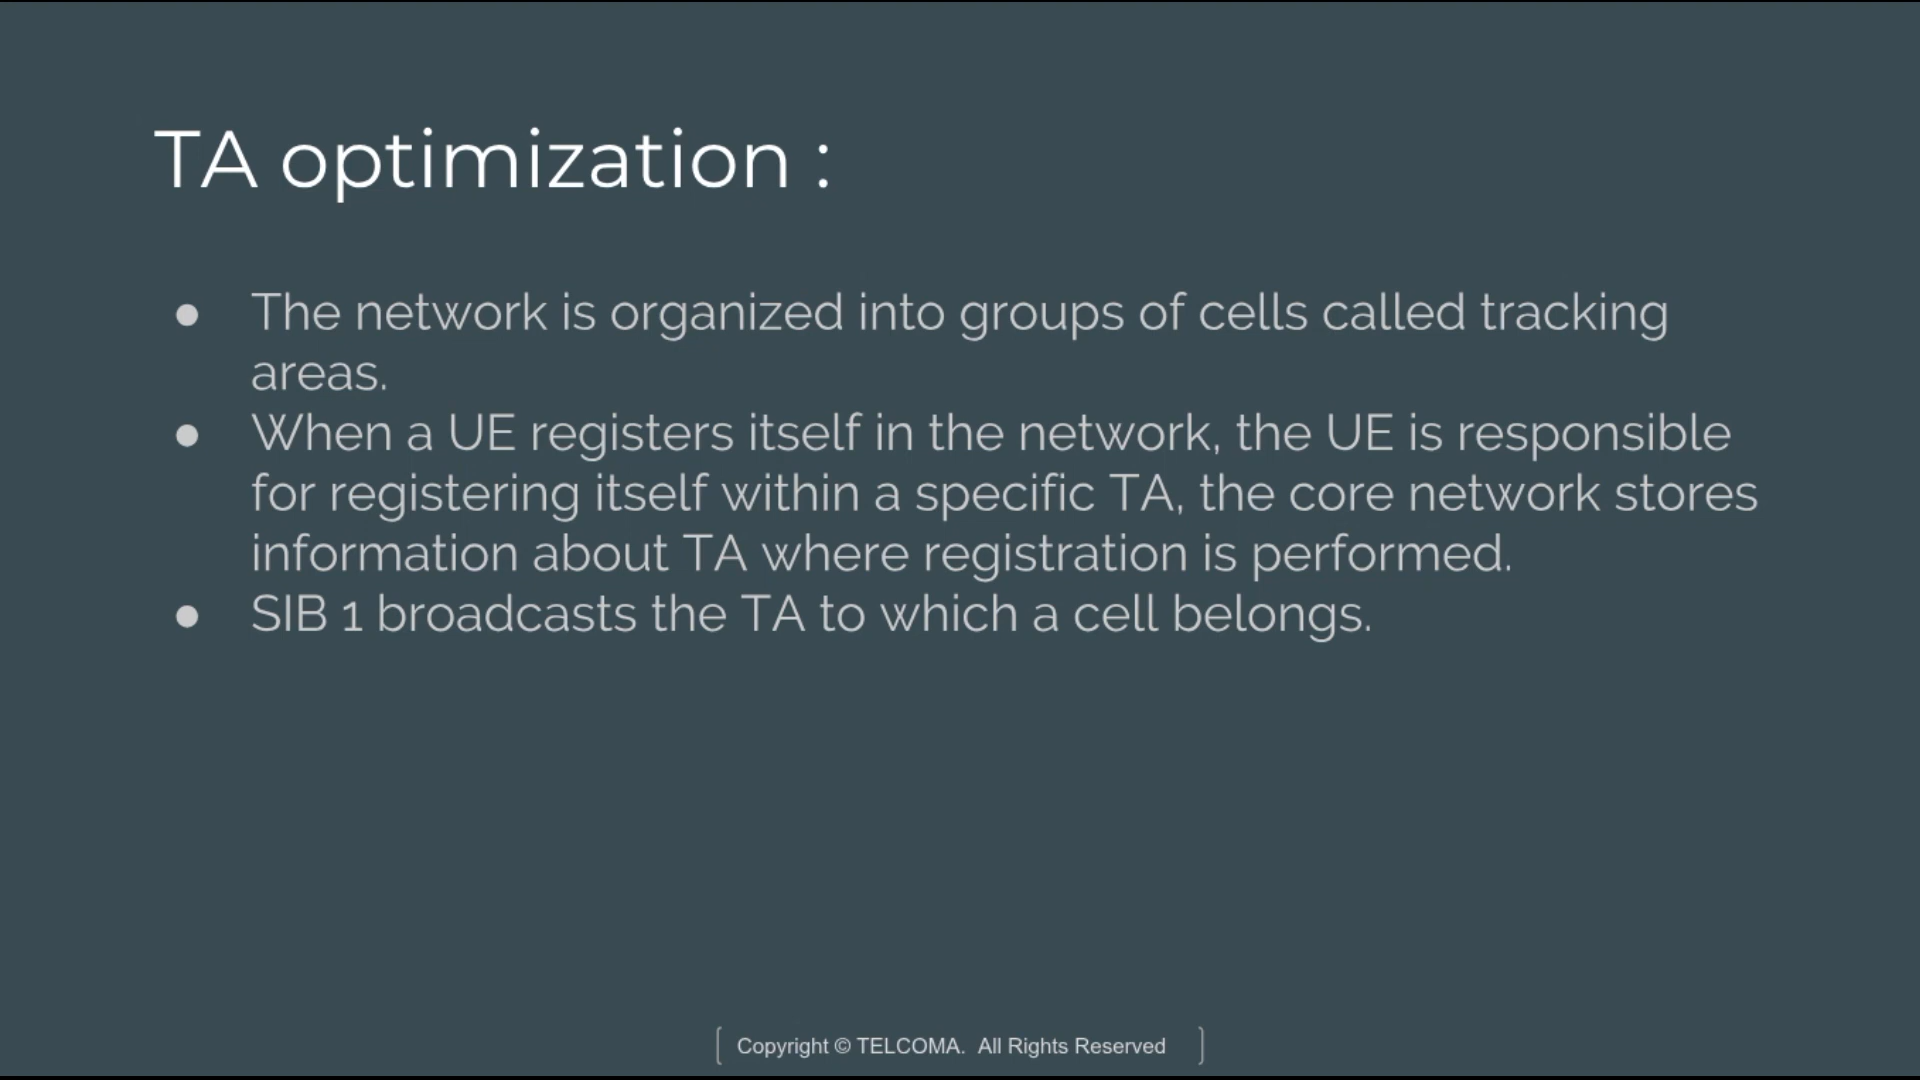 TA optimization :
● The network is organized into groups of cells called tracking
areas.
● When a UE registers itself in the network, the UE is responsible
for registering itself within a specific TA, the core network stores
information about TA where registration is performed.
● SIB 1 broadcasts the TA to which a cell belongs.
[ Copyright © TELCOMA. All Rights Reserved ]